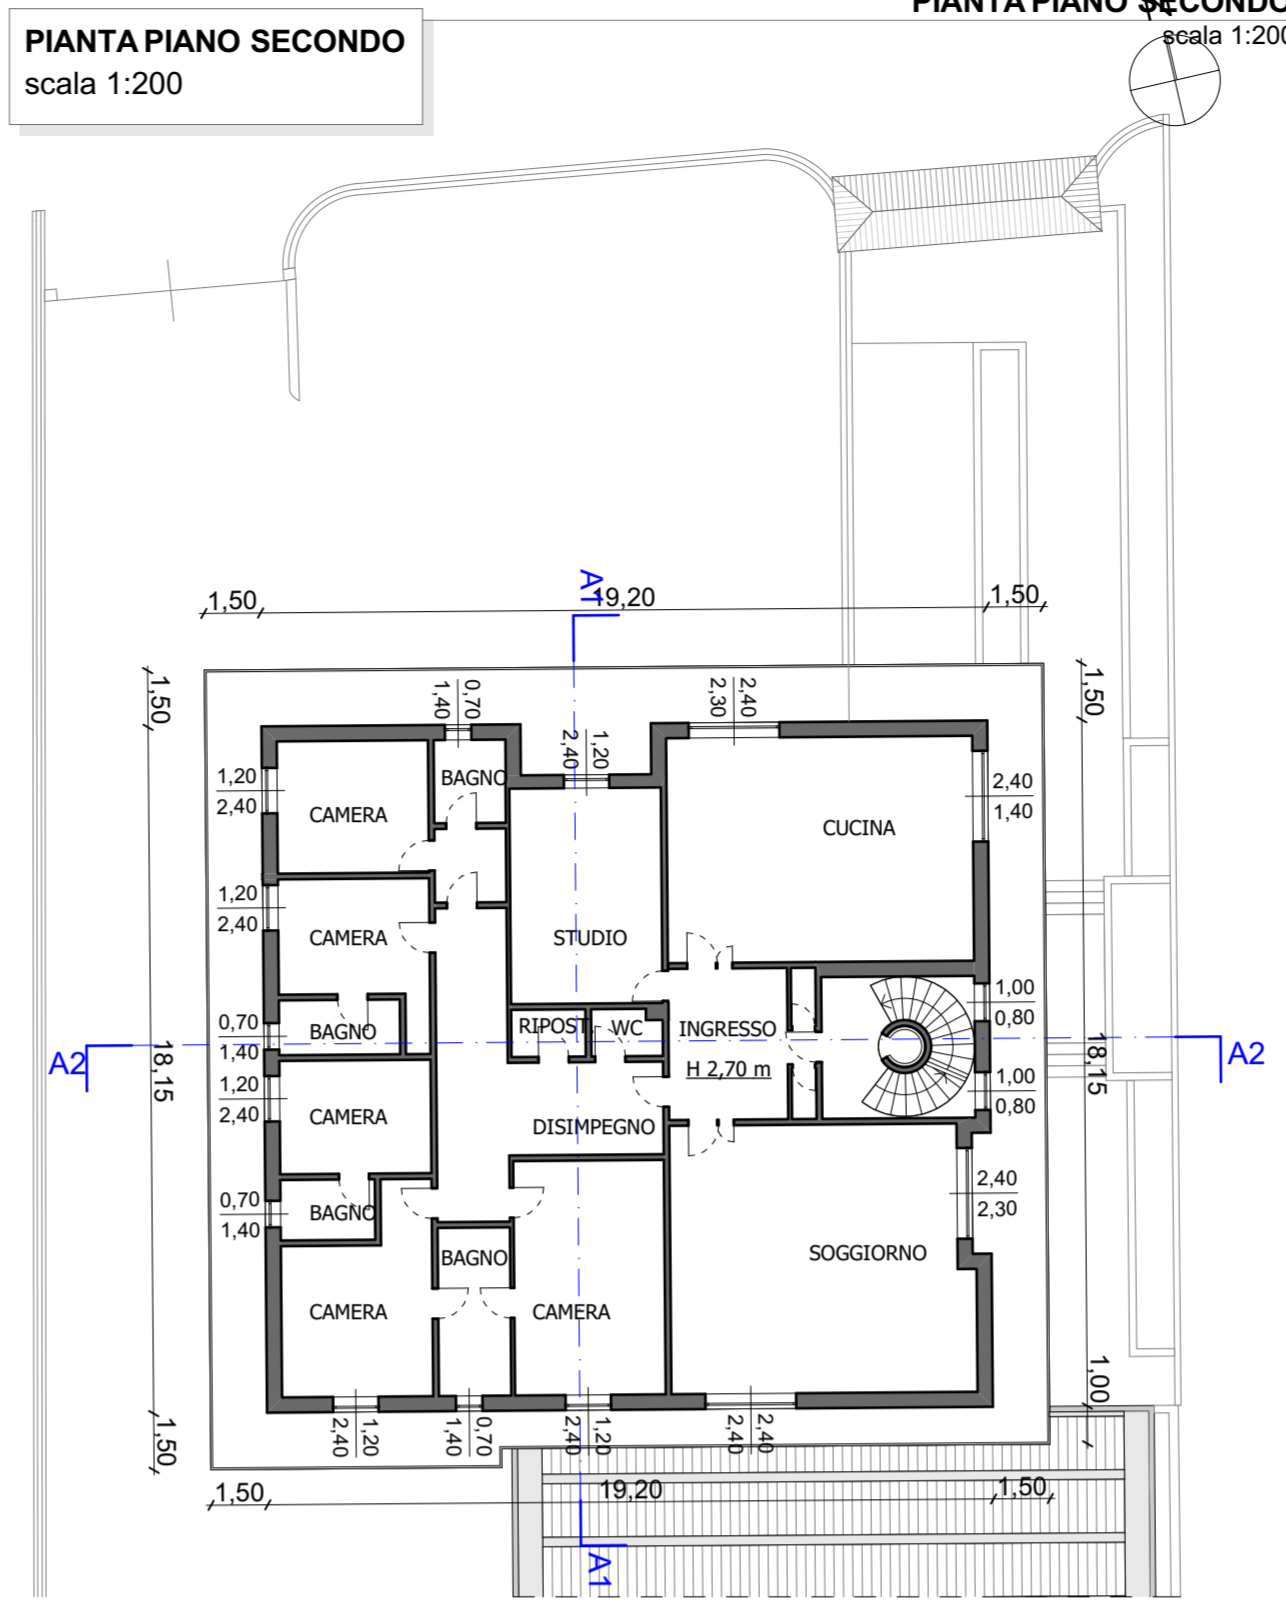 PIANTA PIANO SECONDO
scala 1:200
PIANTA PIANO SECONDO
scala 1:200
N
A1
1,50
19,20
1,50
1,50
1,50
0,70
1,40
2,40
2,30
1,20
2,40
1,20
2,40
BAGNO
2,40
1,40
CAMERA
CUCINA
1,20
2,40
CAMERA
STUDIO
0,70
1,40
BAGNO
RIPOST.
WC
INGRESSO
1,00
0,80
A2
18,15
H 2,70 m
18,15
A2
1,20
2,40
CAMERA
DISIMPEGNO
1,00
0,80
0,70
1,40
BAGNO
2,40
2,30
BAGNO
SOGGIORNO
CAMERA
CAMERA
1,00
1,50
1,20
2,40
0,70
1,40
1,20
2,40
2,40
2,40
1,50
19,20
1,50
A1